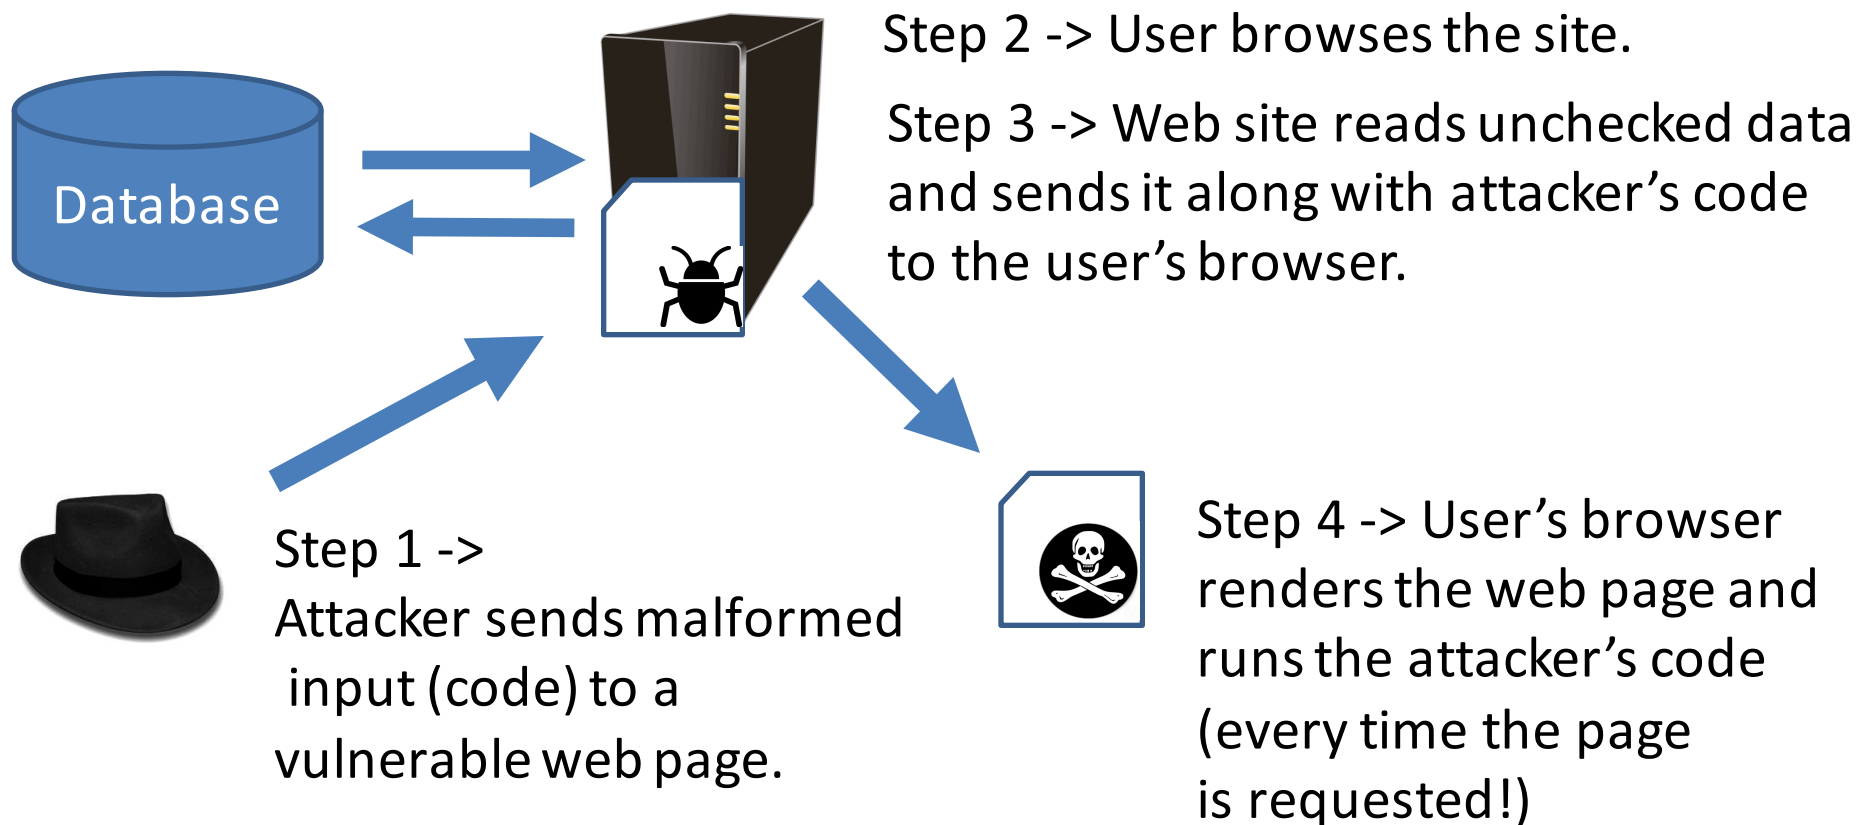 Step 2 -> User browses the site.
Step 3 -> Web site reads unchecked data
and sends it along with attacker’s code
to the user’s browser.
Database
Step 1 ->
Attacker sends malformed
input (code) to a
vulnerable web page.
Step 4 -> User’s browser
renders the web page and
runs the attacker’s code
(every time the page
is requested!)